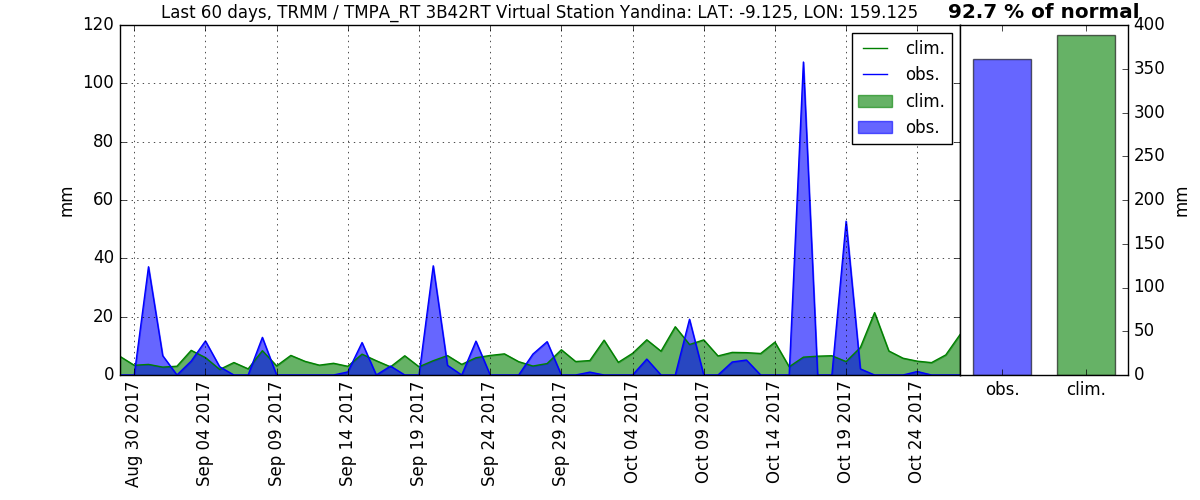 Last 60 days, TRMM / TMPA_RT 3B42RT Virtual Station Yandina: LAT: -9.125, LON: 159.125
92.7 % of normal
mm
120
100
80
60
40
20
0
clim.
obs.
clim.
obs.
400
350
300
250
200
150
100
50
0
mm
Aug 30 2017
Sep 04 2017
Sep 09 2017
Sep 14 2017
Sep 19 2017
Sep 24 2017
Sep 29 2017
Oct 04 2017
Oct 09 2017
Oct 14 2017
Oct 19 2017
Oct 24 2017
obs.
clim.